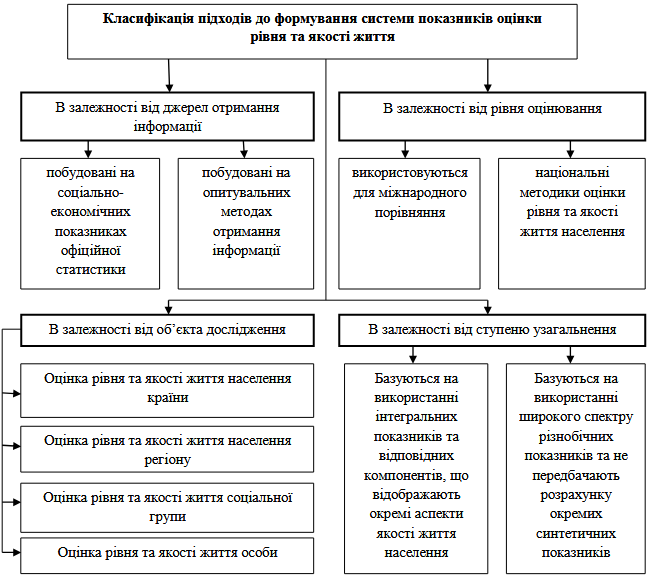 Класифікація підходів до формування системи показників оцінки
рівня та якості життя
В залежності від джерел отримання
інформації
В залежності від рівня оцінювання
побудовані на
соціально-
економічних
показниках
офіційної
статистики
побудовані на
опитувальних
методах
отримання
інформації
використовуються
для міжнародного
порівняння
національні
методики оцінки
рівня та якості
життя населення
В залежності від об’єкта дослідження
В залежності від ступеню узагальнення
Оцінка рівня та якості життя населення
країни
Оцінка рівня та якості життя населення
регіону
Оцінка рівня та якості життя соціальної
групи
Оцінка рівня та якості життя особи
Базуються на
використанні
інтегральних
показників та
відповідних
компонентів, що
відображають
окремі аспекти
якості життя
населення
Базуються на
використанні
широкого спектру
різнобічних
показників та не
передбачають
розрахунку
окремих
синтетичних
показників